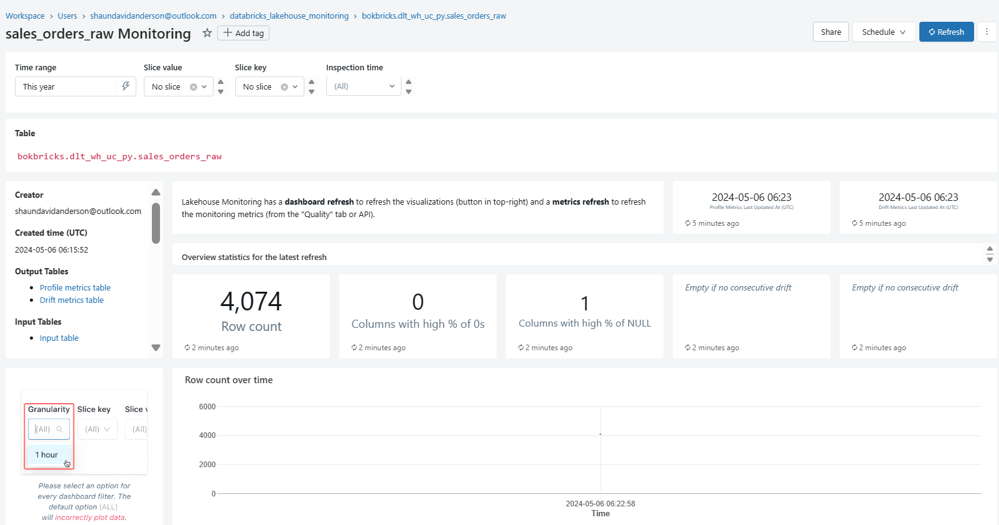 Workspace › Users › shaundavidanderson@outlook.com › databricks_lakehouse_monitoring › bokbricks.dlt_wh_uc_py.sales_orders_raw
sales_orders_raw Monitoring
Add tag
Share
Schedule
Refresh
Time range
Slice value
Slice key
Inspection time
This year
No slice
No slice
(All)
Table
bokbricks.dlt_wh_uc_py.sales_orders_raw
Creator
shaundavidanderson@outlook.com
Created time (UTC)
2024-05-06 06:15:52
Output Tables
Profile metrics table
Drift metrics table
Input Tables
Input table
Lakehouse Monitoring has a dashboard refresh to refresh the visualizations (button in top-right) and a metrics refresh to refresh
the monitoring metrics (from the "Quality" tab or API).
2024-05-06 06:23
Profile Metrics Last Updated At (UTC)
5 minutes ago
2024-05-06 06:23
Drift Metrics Last Updated At (UTC)
5 minutes ago
Overview statistics for the latest refresh
4,074
Row count
2 minutes ago
0
Columns with high % of 0s
2 minutes ago
1
Columns with high % of NULL
2 minutes ago
Empty if no consecutive drift
2 minutes ago
Empty if no consecutive drift
2 minutes ago
Granularity Slice key Slice
(All) (All) (All)
1 hour
Please select an option for
every dashboard filter. The
default option (ALL)
will incorrectly plot data.
Row count over time
6000
4000
2000
0
2024-05-06 06:22:58
Time